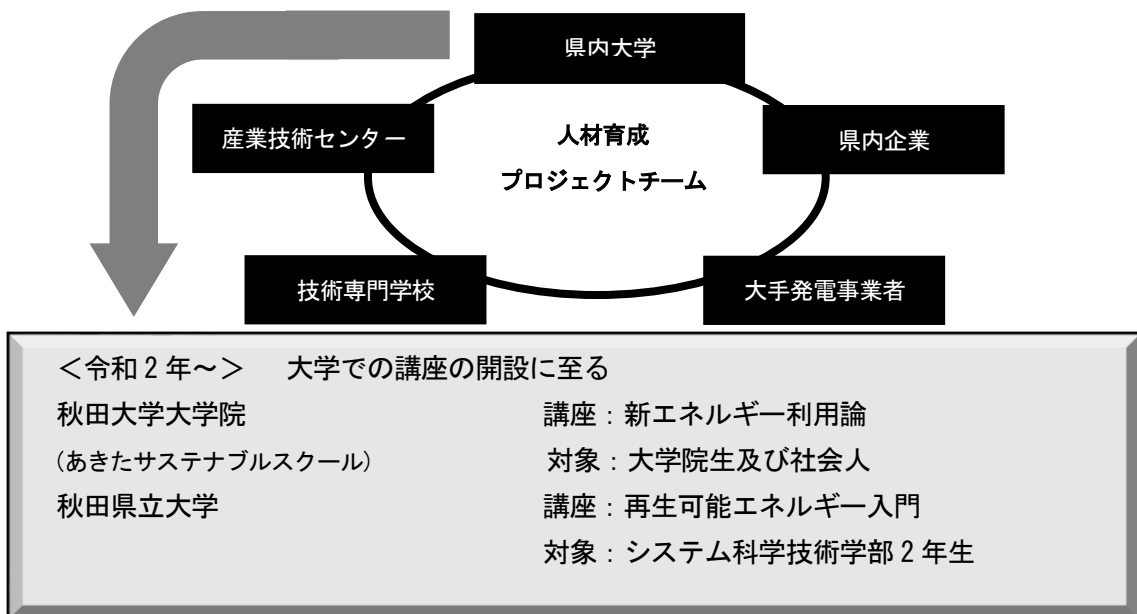 県内大学
産業技術センター
人材育成
プロジェクトチーム
県内企業
技術専門学校
大手発電事業者
＜令和２年～＞　大学での講座の開設に至る
秋田大学大学院　講座：新エネルギー利用論
(あきたサステナブルスクール)　対象：大学院生及び社会人
秋田県立大学　講座：再生可能エネルギー入門
対象：システム科学技術学部２年生